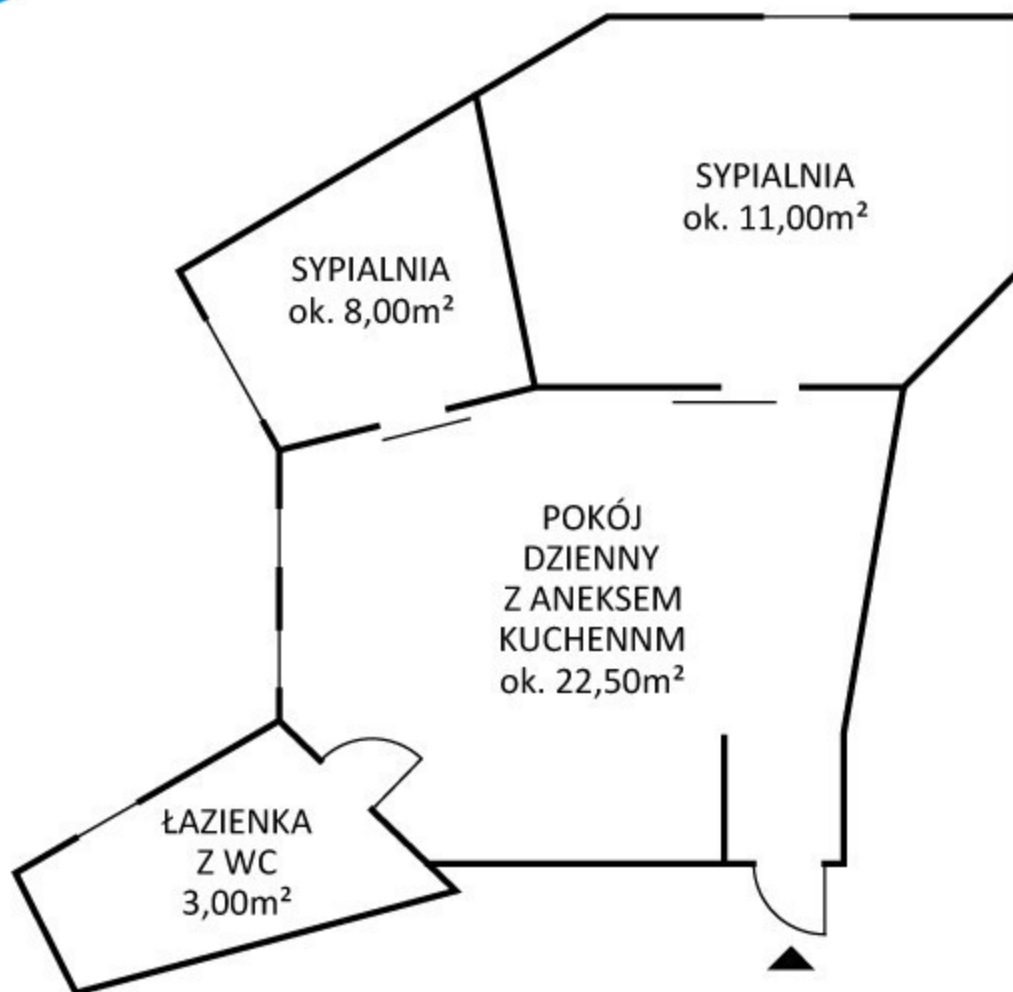 SYPIALNIA
ok. 11,00m²
SYPIALNIA
ok. 8,00m²
POKÓJ
DZIENNY
Z ANEKSEM
KUCHENNM
ok. 22,50m²
ŁAZIENKA
Z WC
3,00m²